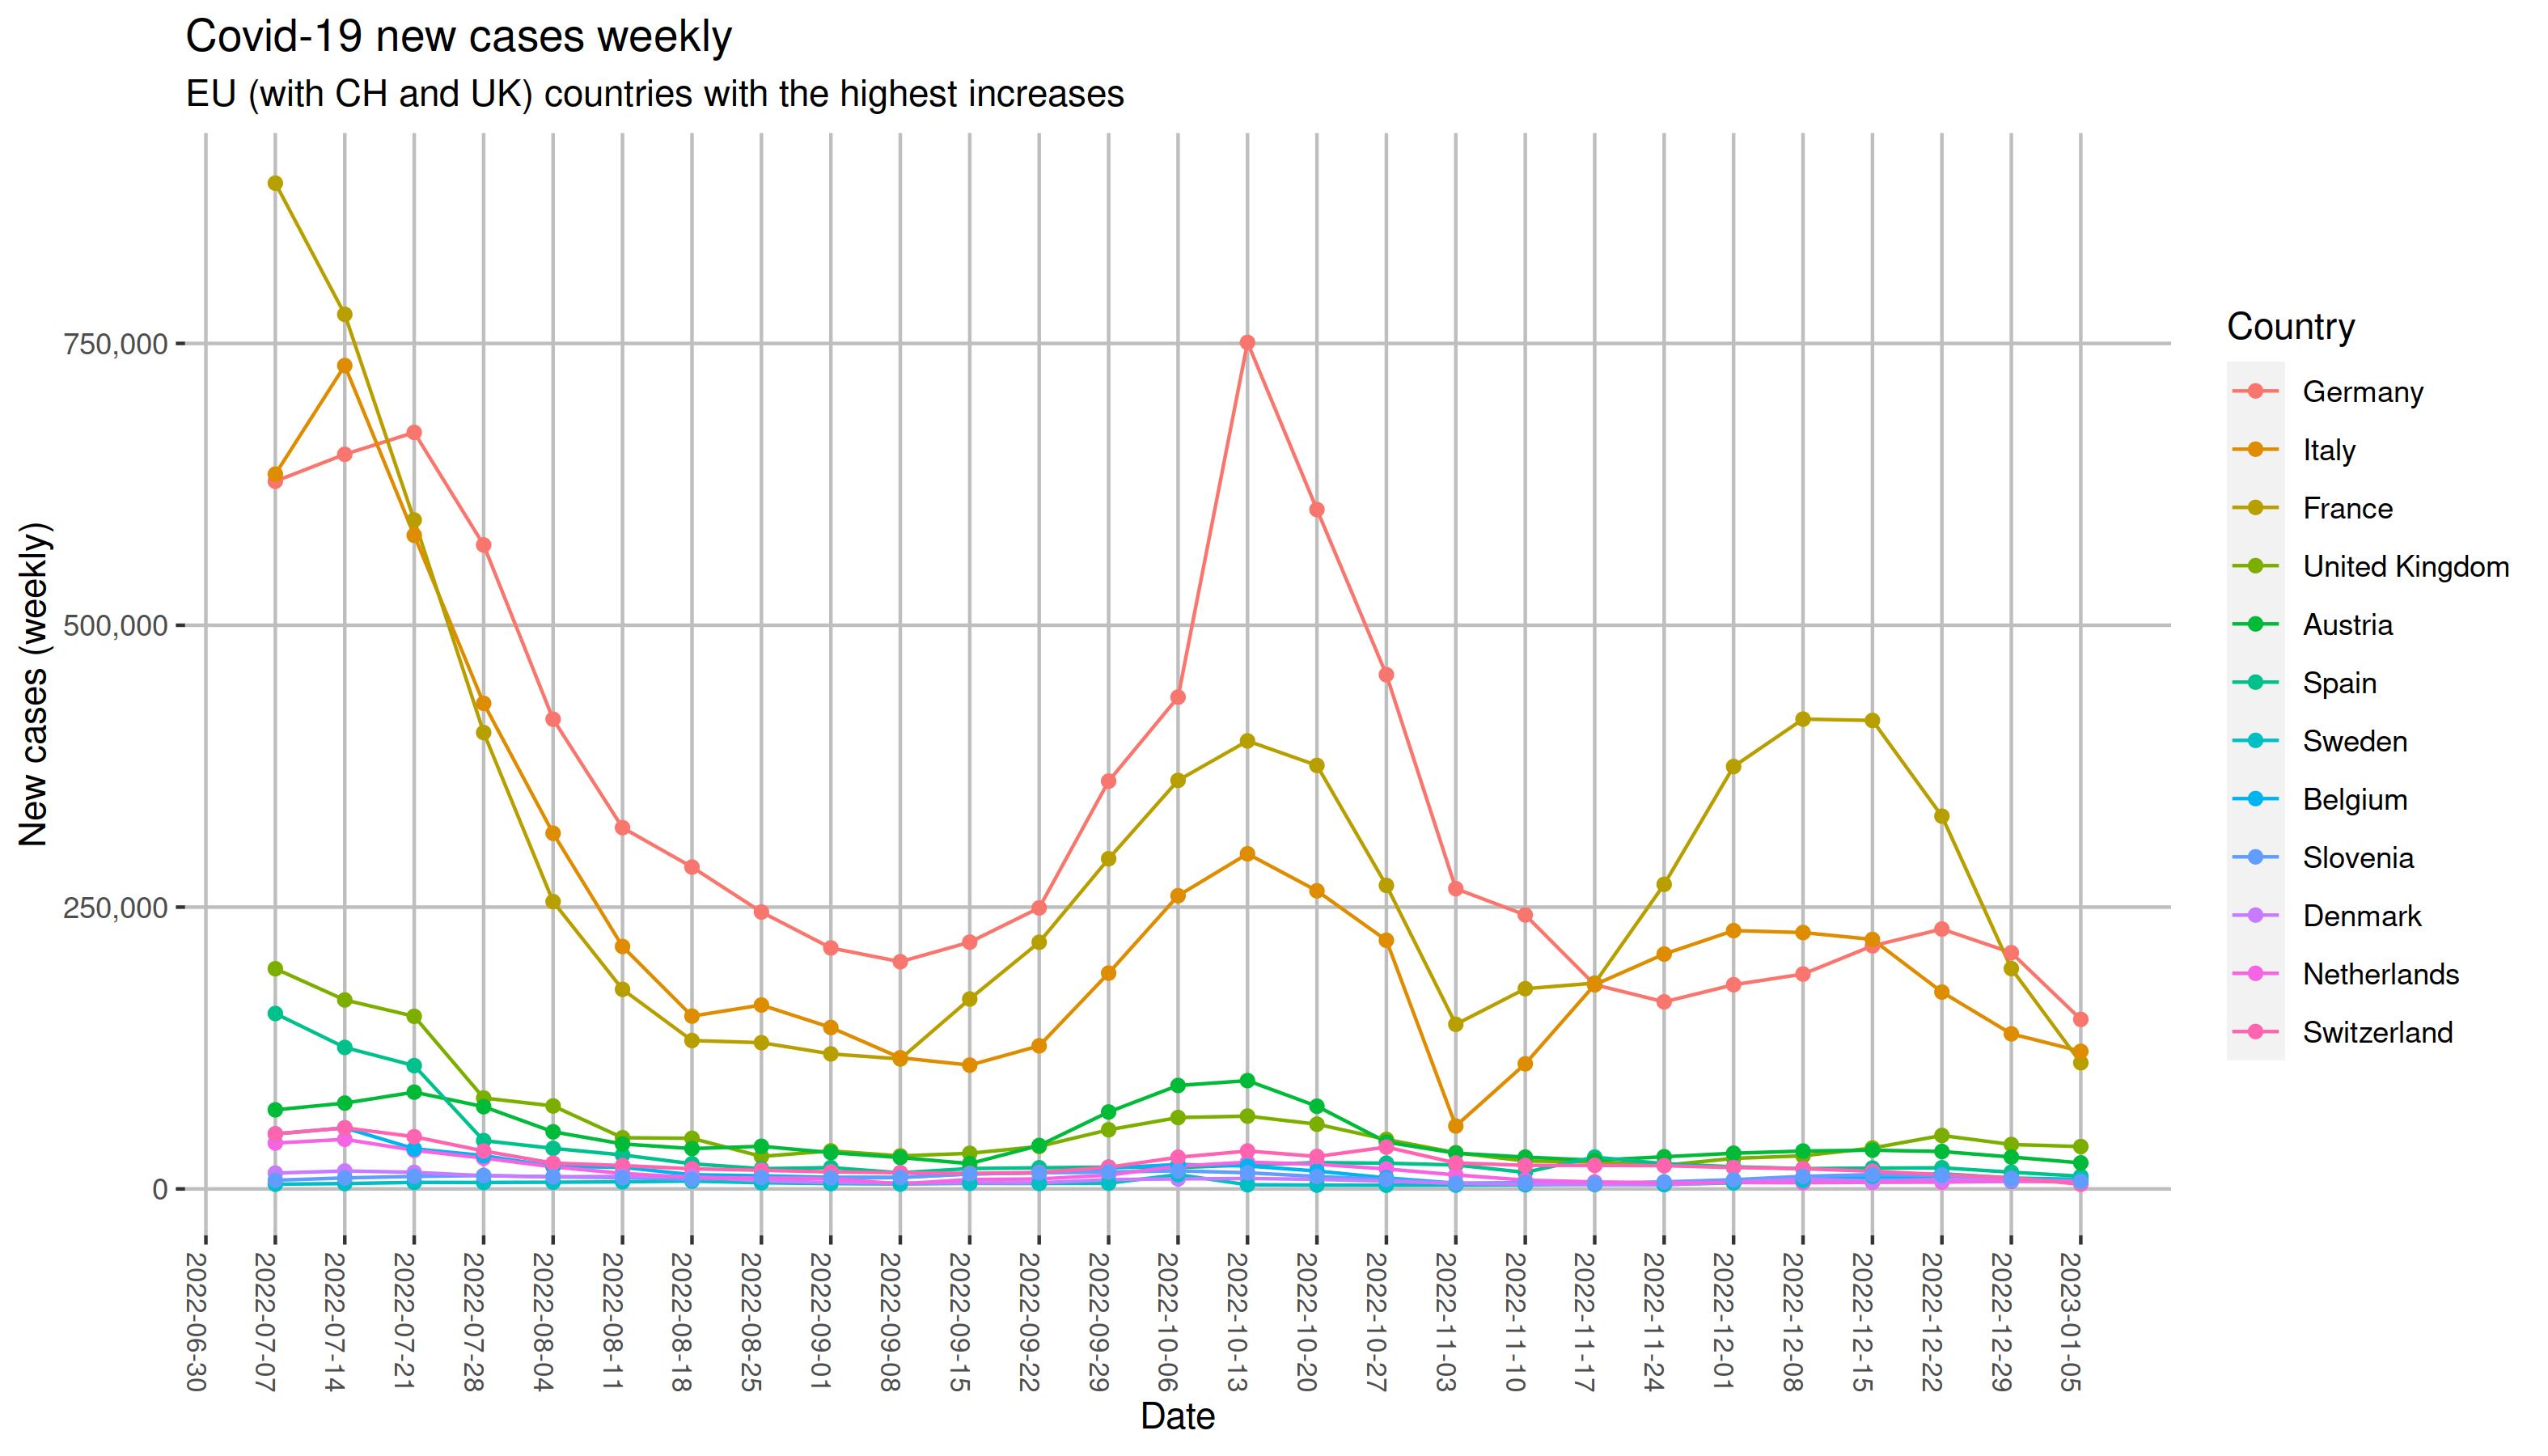 Covid-19 new cases weekly
EU (with CH and UK) countries with the highest increases
New cases (weekly)
750,000
500,000
250,000
0
2022-06-30
2022-07-07
2022-07-14
2022-07-21
2022-07-28
2022-08-04
2022-08-11
2022-08-18
2022-08-25
2022-09-01
2022-09-08
2022-09-15
2022-09-22
2022-09-29
2022-10-06
2022-10-13
2022-10-20
2022-10-27
2022-11-03
2022-11-10
2022-11-17
2022-11-24
2022-12-01
2022-12-08
2022-12-15
2022-12-22
2022-12-29
2023-01-05
Date
Country
Germany
Italy
France
United Kingdom
Austria
Spain
Sweden
Belgium
Slovenia
Denmark
Netherlands
Switzerland